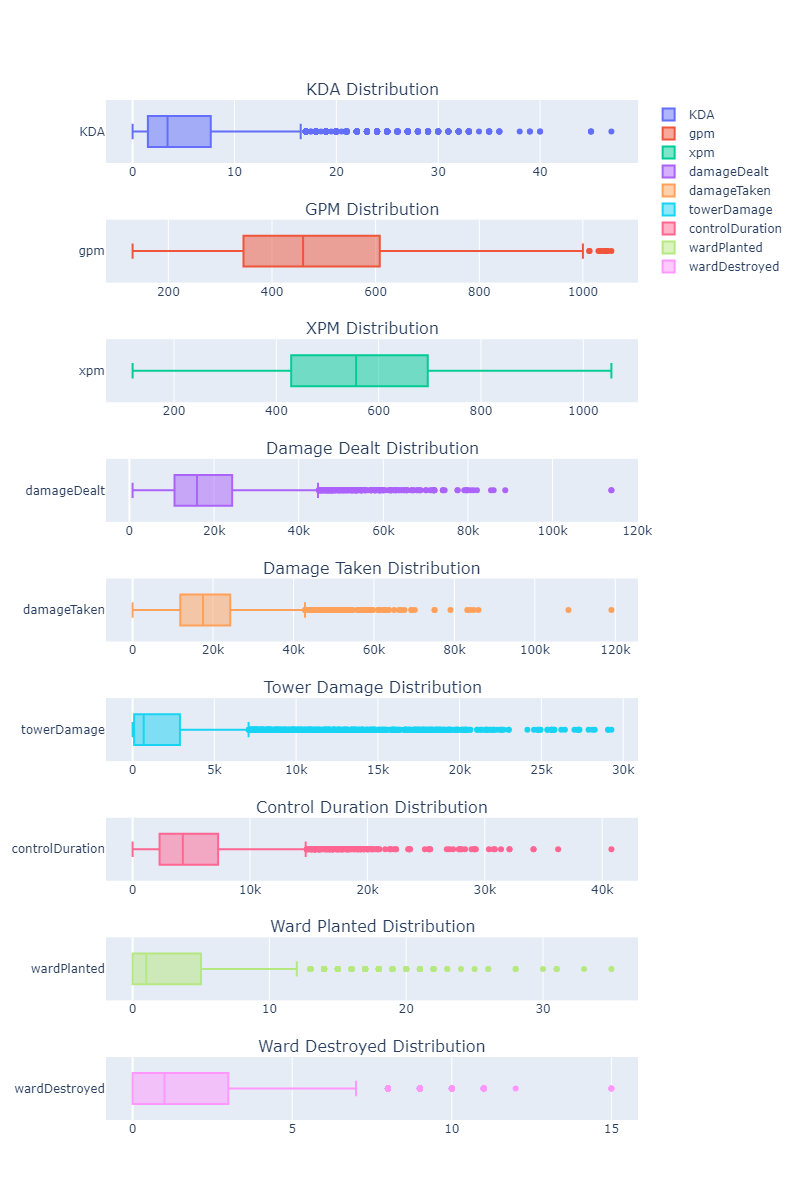 KDA Distribution
KDA
0 10 20 30 40
KDA
gpm
xpm
damageDealt
damageTaken
towerDamage
controlDuration
wardPlanted
wardDestroyed
GPM Distribution
gpm
200 400 600 800 1000
XPM Distribution
xpm
200 400 600 800 1000
Damage Dealt Distribution
damageDealt
0 20k 40k 60k 80k 100k 120k
Damage Taken Distribution
damageTaken
0 20k 40k 60k 80k 100k 120k
Tower Damage Distribution
towerDamage
0 5k 10k 15k 20k 25k 30k
Control Duration Distribution
controlDuration
0 10k 20k 30k 40k
Ward Planted Distribution
wardPlanted
0 10 20 30
Ward Destroyed Distribution
wardDestroyed
0 5 10 15